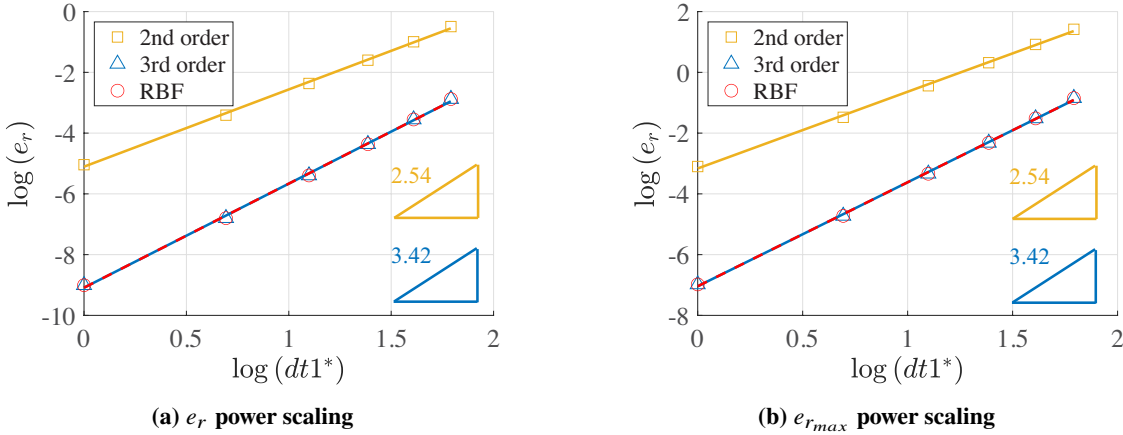 0
-2
-4
-6
-8
-10
log (e_r)
2nd order
3rd order
RBF
2.54
3.42
0 0.5 1 1.5 2
log (dt1*)
(a) e_r power scaling
2
0
-2
-4
-6
-8
log (e_r)
2nd order
3rd order
RBF
2.54
3.42
0 0.5 1 1.5 2
log (dt1*)
(b) e_{r_{max}} power scaling